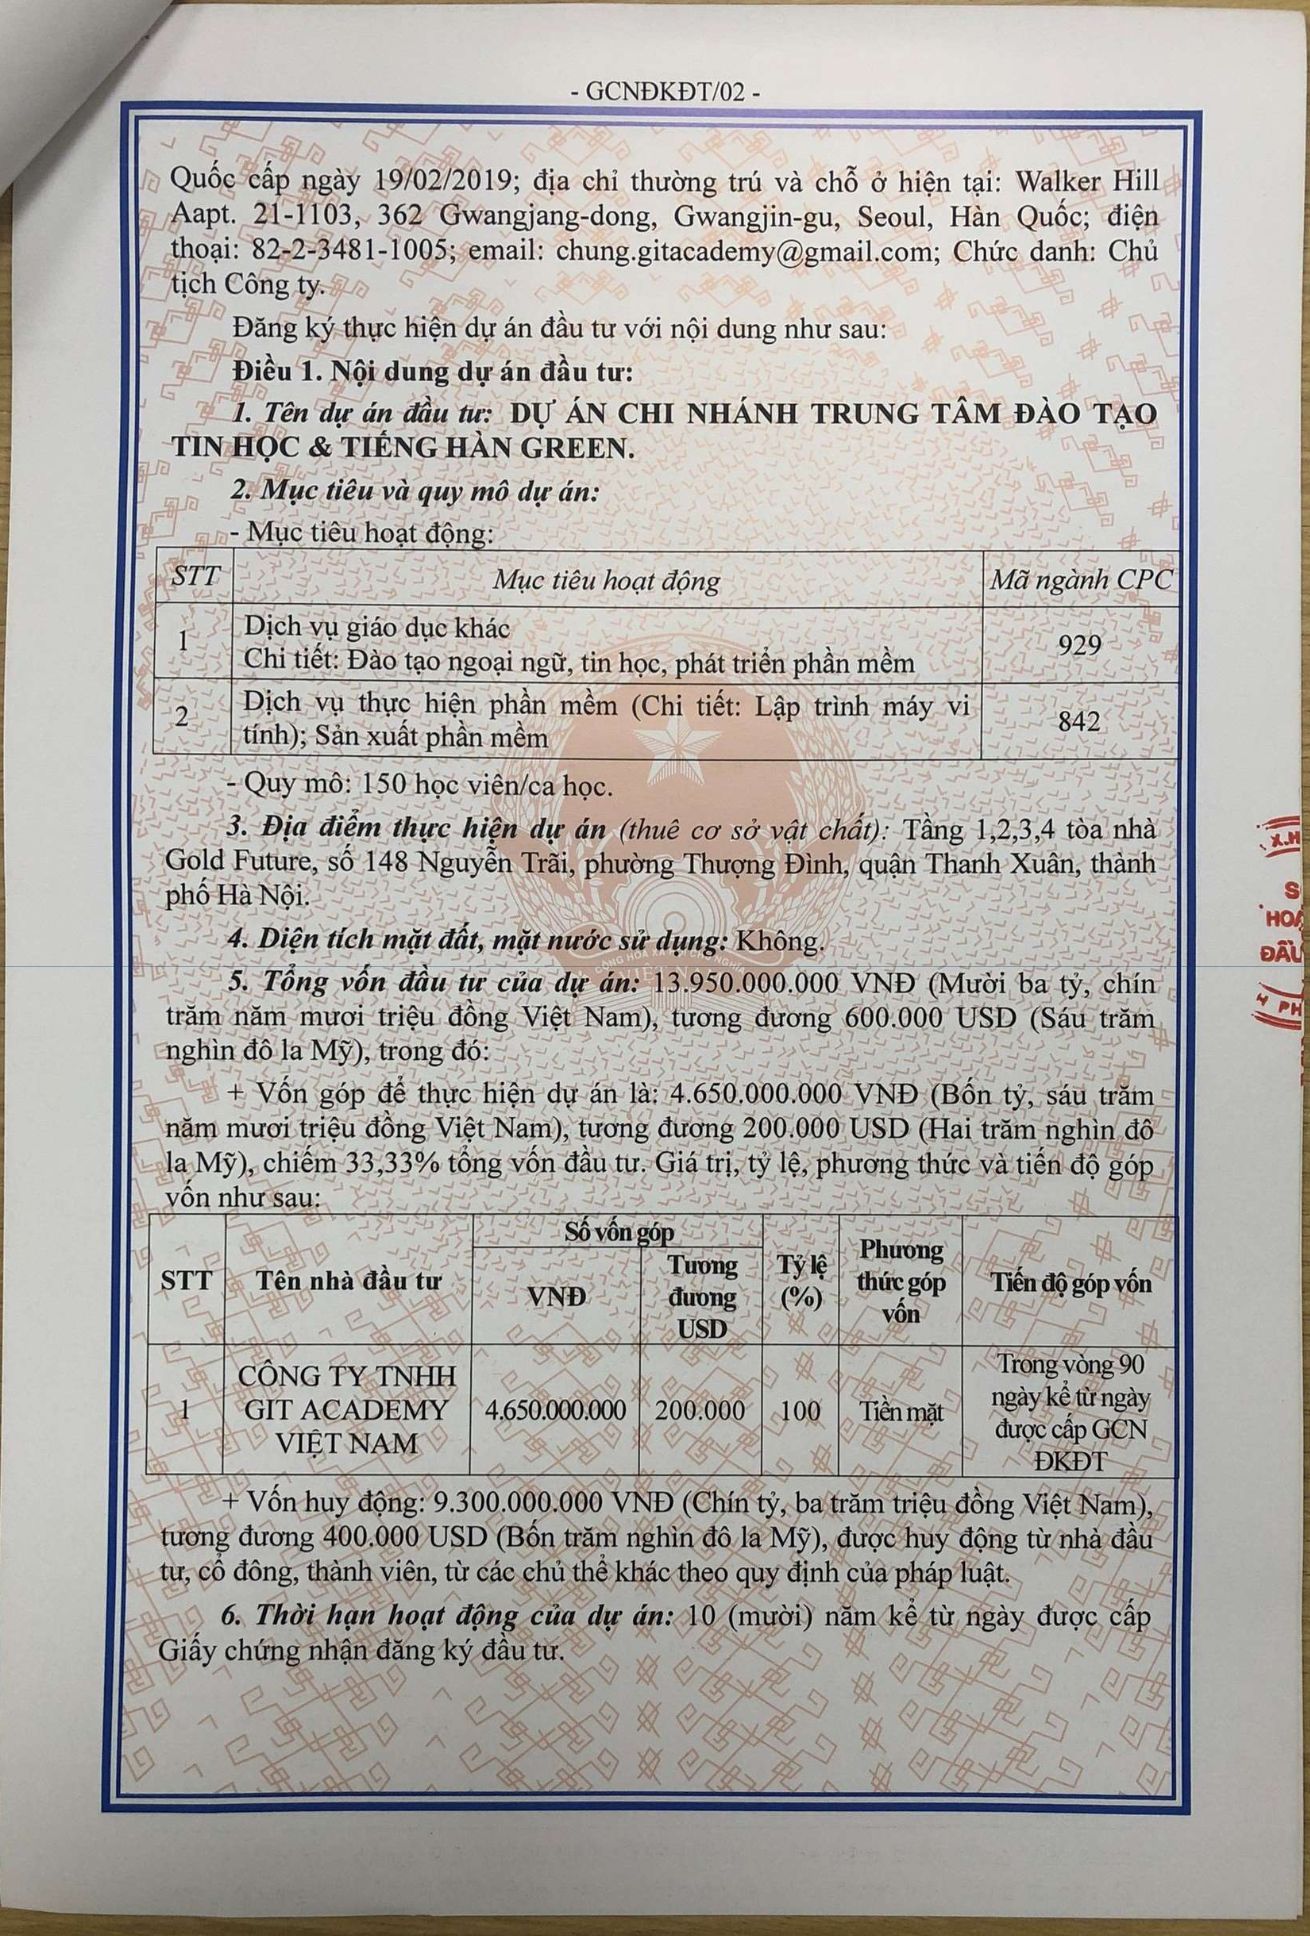 - GCNĐKĐT/02 -
Quốc cấp ngày 19/02/2019; địa chỉ thường trú và chỗ ở hiện tại: Walker Hill
Aapt. 21-1103, 362 Gwangjang-dong, Gwangjin-gu, Seoul, Hàn Quốc; điện
thoại: 82-2-3481-1005; email: chung.gitacademy@gmail.com; Chức danh: Chủ
tịch Công ty.
Đăng ký thực hiện dự án đầu tư với nội dung như sau:
Điều 1. Nội dung dự án đầu tư:
1. Tên dự án đầu tư: DỰ ÁN CHI NHÁNH TRUNG TÂM ĐÀO TẠO
TIN HỌC & TIẾNG HÀN GREEN.
2. Mục tiêu và quy mô dự án:
- Mục tiêu hoạt động:
STT Mục tiêu hoạt động Mã ngành CPC
1 Dịch vụ giáo dục khác
Chi tiết: Đào tạo ngoại ngữ, tin học, phát triển phần mềm 929
2 Dịch vụ thực hiện phần mềm (Chi tiết: Lập trình máy vi
tính); Sản xuất phần mềm 842
- Quy mô: 150 học viên/ca học.
3. Địa điểm thực hiện dự án (thuê cơ sở vật chất): Tầng 1,2,3,4 tòa nhà
Gold Future, số 148 Nguyễn Trãi, phường Thượng Đình, quận Thanh Xuân, thành
phố Hà Nội.
4. Diện tích mặt đất, mặt nước sử dụng: Không.
5. Tổng vốn đầu tư của dự án: 13.950.000.000 VNĐ (Mười ba tỷ, chín
trăm năm mươi triệu đồng Việt Nam), tương đương 600.000 USD (Sáu trăm
nghìn đô la Mỹ), trong đó:
+ Vốn góp để thực hiện dự án là: 4.650.000.000 VNĐ (Bốn tỷ, sáu trăm
năm mươi triệu đồng Việt Nam), tương đương 200.000 USD (Hai trăm nghìn đô
la Mỹ), chiếm 33,33% tổng vốn đầu tư. Giá trị, tỷ lệ, phương thức và tiến độ góp
vốn như sau:
STT Tên nhà đầu tư Số vốn góp
VNĐ
Tương
đương
USD
Tỷ lệ
(%)
Phương
thức góp
vốn
Tiến độ góp vốn
1
CÔNG TY TNHH
GIT ACADEMY
VIỆT NAM
4.650.000.000 200.000 100 Tiền mặt
Trong vòng 90
ngày kể từ ngày
được cấp GCN
ĐKĐT
+ Vốn huy động: 9.300.000.000 VNĐ (Chín tỷ, ba trăm triệu đồng Việt Nam),
tương đương 400.000 USD (Bốn trăm nghìn đô la Mỹ), được huy động từ nhà đầu
tư, cổ đông, thành viên, từ các chủ thể khác theo quy định của pháp luật.
6. Thời hạn hoạt động của dự án: 10 (mười) năm kể từ ngày được cấp
Giấy chứng nhận đăng ký đầu tư.